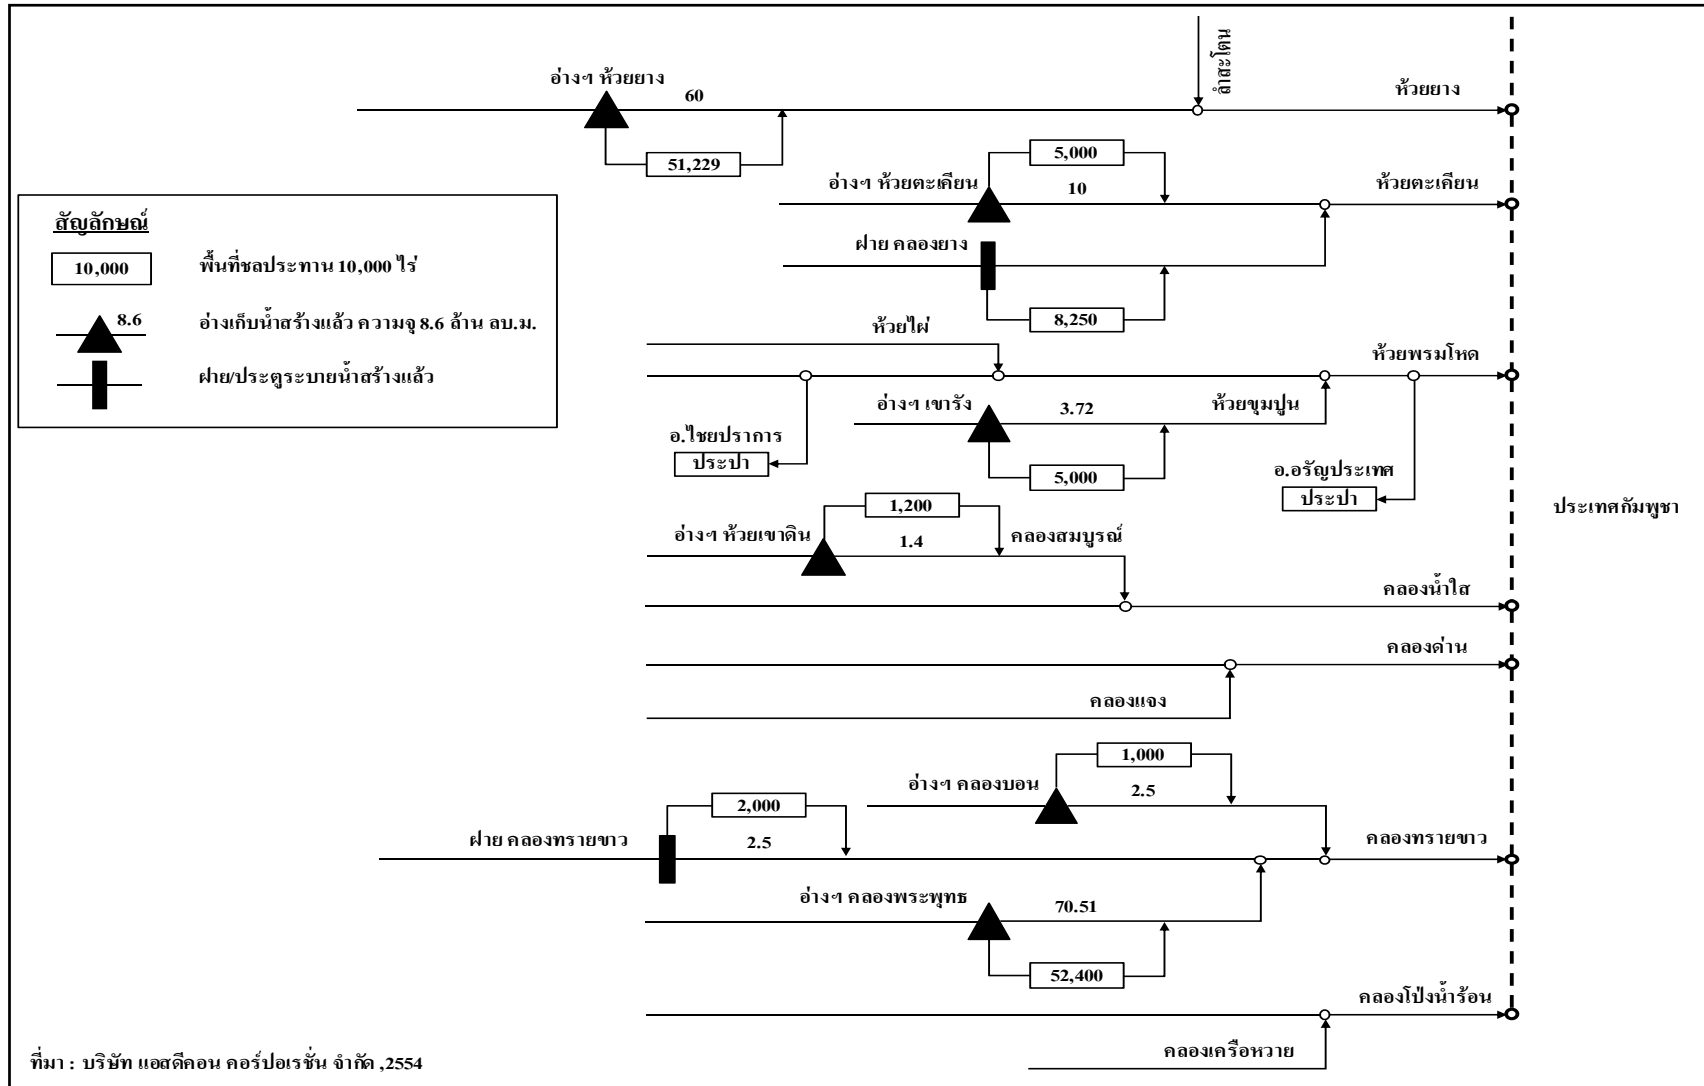 ลำสะโตน
อ่างฯ ห้วยยาง
60
ห้วยยาง
51,229
5,000
อ่างฯ ห้วยตะเคียน
10
ห้วยตะเคียน
สัญลักษณ์
10,000
พื้นที่ชลประทาน 10,000 ไร่
8.6
อ่างเก็บน้ำสร้างแล้ว ความจุ 8.6 ล้าน ลบ.ม.
ฝาย/ประตูระบายน้ำสร้างแล้ว
ฝาย คลองยาง
8,250
ห้วยไผ่
ห้วยพรมโหด
อ่างฯ เขารัง
3.72
ห้วยขุมปูน
อ.ไชยปราการ
ประปา
5,000
อ.อรัญประเทศ
ประปา
1,200
อ่างฯ ห้วยเขาดิน
1.4
คลองสมบูรณ์
ประเทศกัมพูชา
คลองน้ำใส
คลองด่าน
คลองแจง
1,000
อ่างฯ คลองบอน
2.5
2,000
ฝาย คลองทรายขาว
2.5
คลองทรายขาว
อ่างฯ คลองพระพุทธ
70.51
52,400
คลองโป่งน้ำร้อน
คลองเครือหวาย
ที่มา : บริษัท แอสดีคอน คอร์ปอเรชั่น จำกัด ,2554